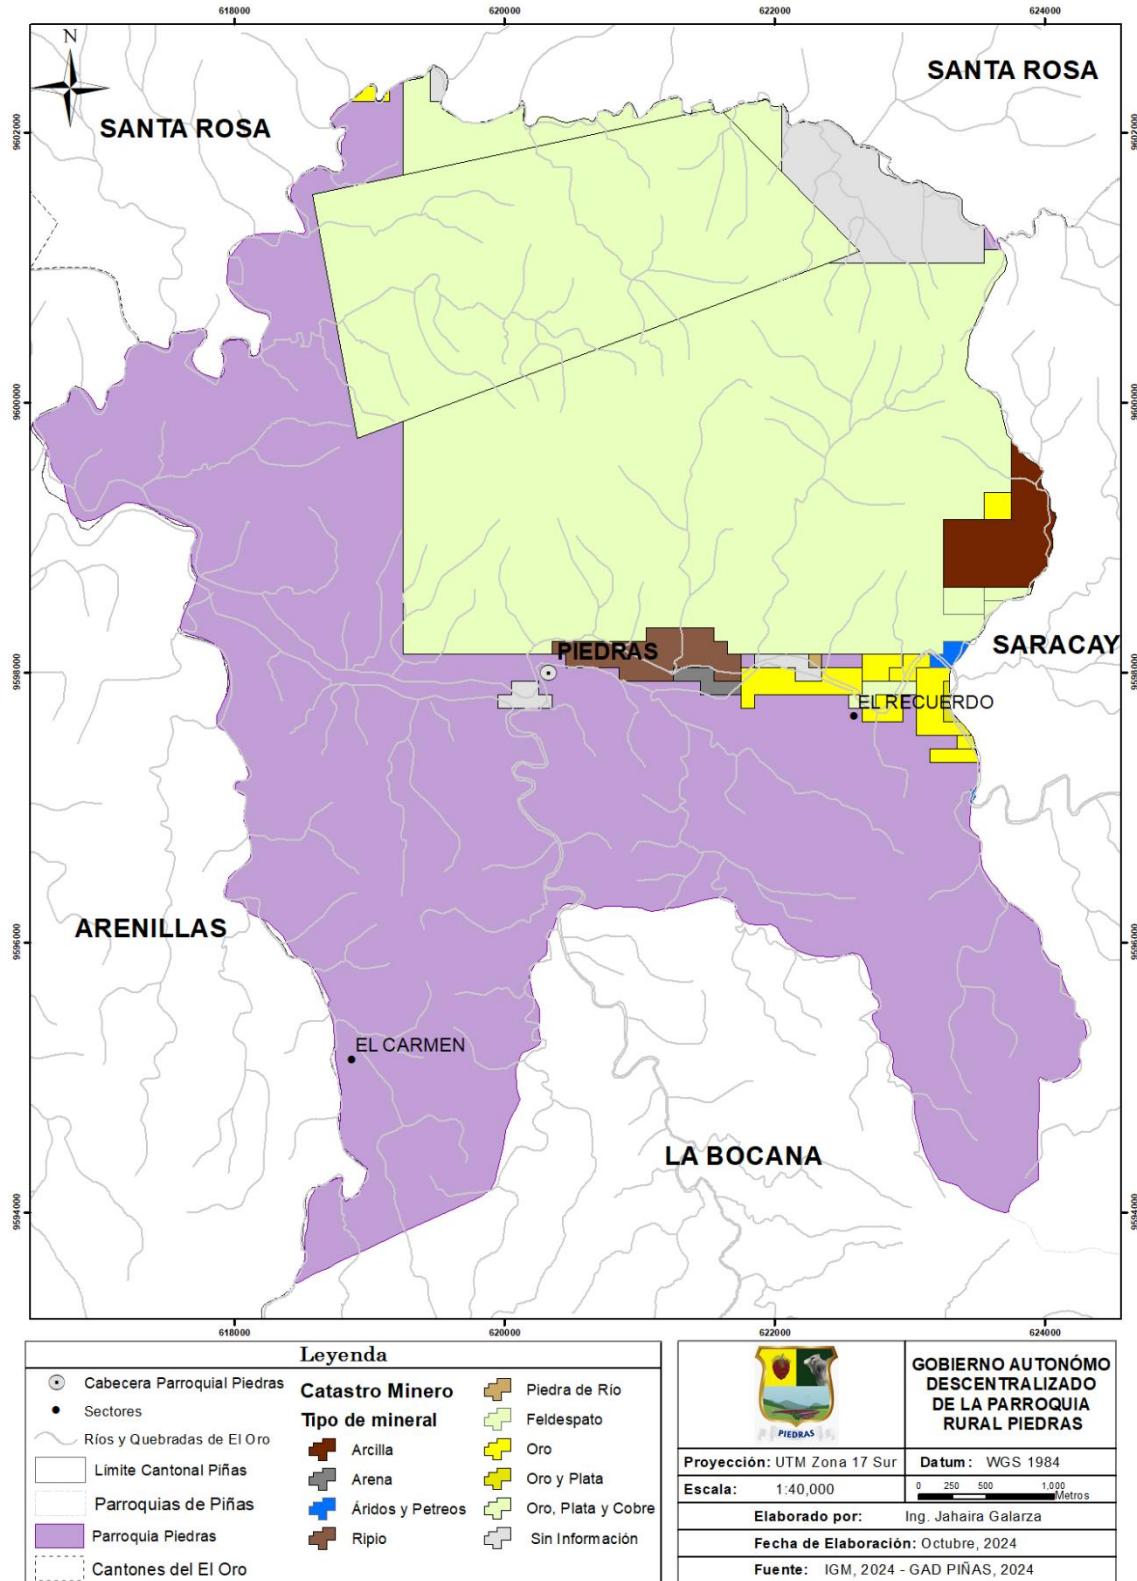 618000
620000
622000
624000
N
SANTA ROSA
SANTA ROSA
9602000
9602000
9600000
9600000
PIEDRAS
SARACAY
9598000
9598000
EL RECUERDO
ARENILLAS
9596000
9596000
EL CARMEN
LA BOCANA
9594000
9594000
618000
620000
622000
624000
Leyenda
Cabecera Parroquial Piedras
Sectores
Ríos y Quebradas de El Oro
Límite Cantonal Piñas
Parroquias de Piñas
Parroquia Piedras
Cantones del El Oro
Catastro Minero
Tipo de mineral
Arcilla
Arena
Áridos y Petreos
Ripio
Piedra de Río
Feldespato
Oro
Oro y Plata
Oro, Plata y Cobre
Sin Información
PIEDRAS
GOBIERNO AUTONÓMO
DESCENTRALIZADO
DE LA PARROQUIA
RURAL PIEDRAS
Proyección: UTM Zona 17 Sur
Datum: WGS 1984
Escala: 1:40,000
0 250 500 1,000
Metros
Elaborado por: Ing. Jahaira Galarza
Fecha de Elaboración: Octubre, 2024
Fuente: IGM, 2024 - GAD PIÑAS, 2024